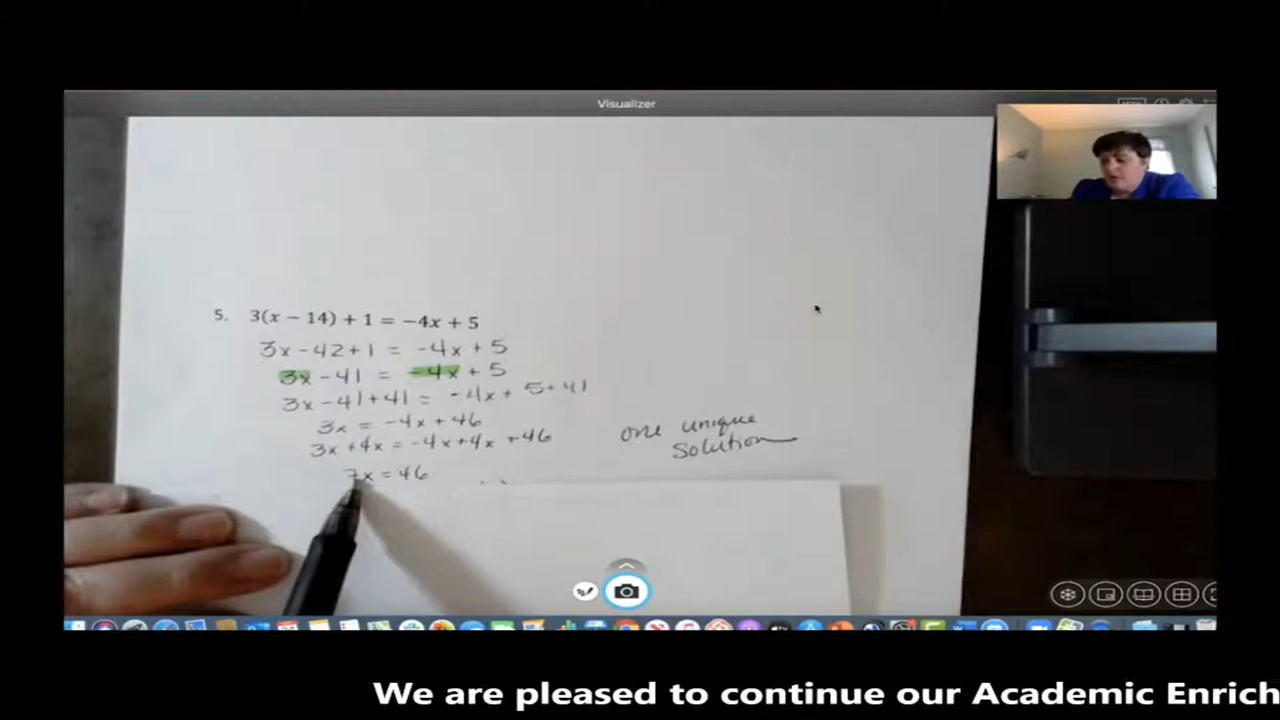 Visualizer
5. 3(x − 14) + 1 = −4x + 5
3x - 42 + 1 = -4x + 5
3x - 41 = -4x + 5
3x - 41 + 41 = -4x + 5 + 41
3x = -4x + 46
3x + 4x = -4x + 4x + 46
7x = 46
one unique
solution
We are pleased to continue our Academic Enrich